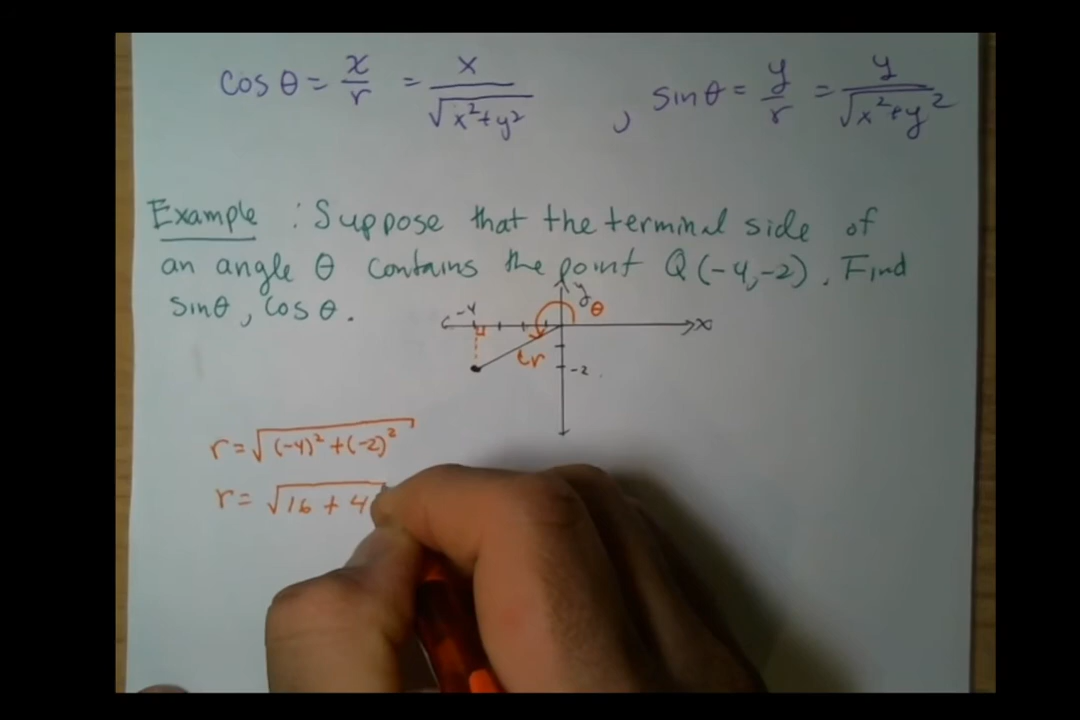 cos θ = x/r = x/√(x²+y²) , sin θ = y/r = y/√(x²+y²)
Example : Suppose that the terminal side of
an angle θ contains the point Q (-4,-2). Find
sinθ, cos θ.
y
-4
θ
x
r
-2
r = √((-4)² + (-2)²)
r = √(16 + 4